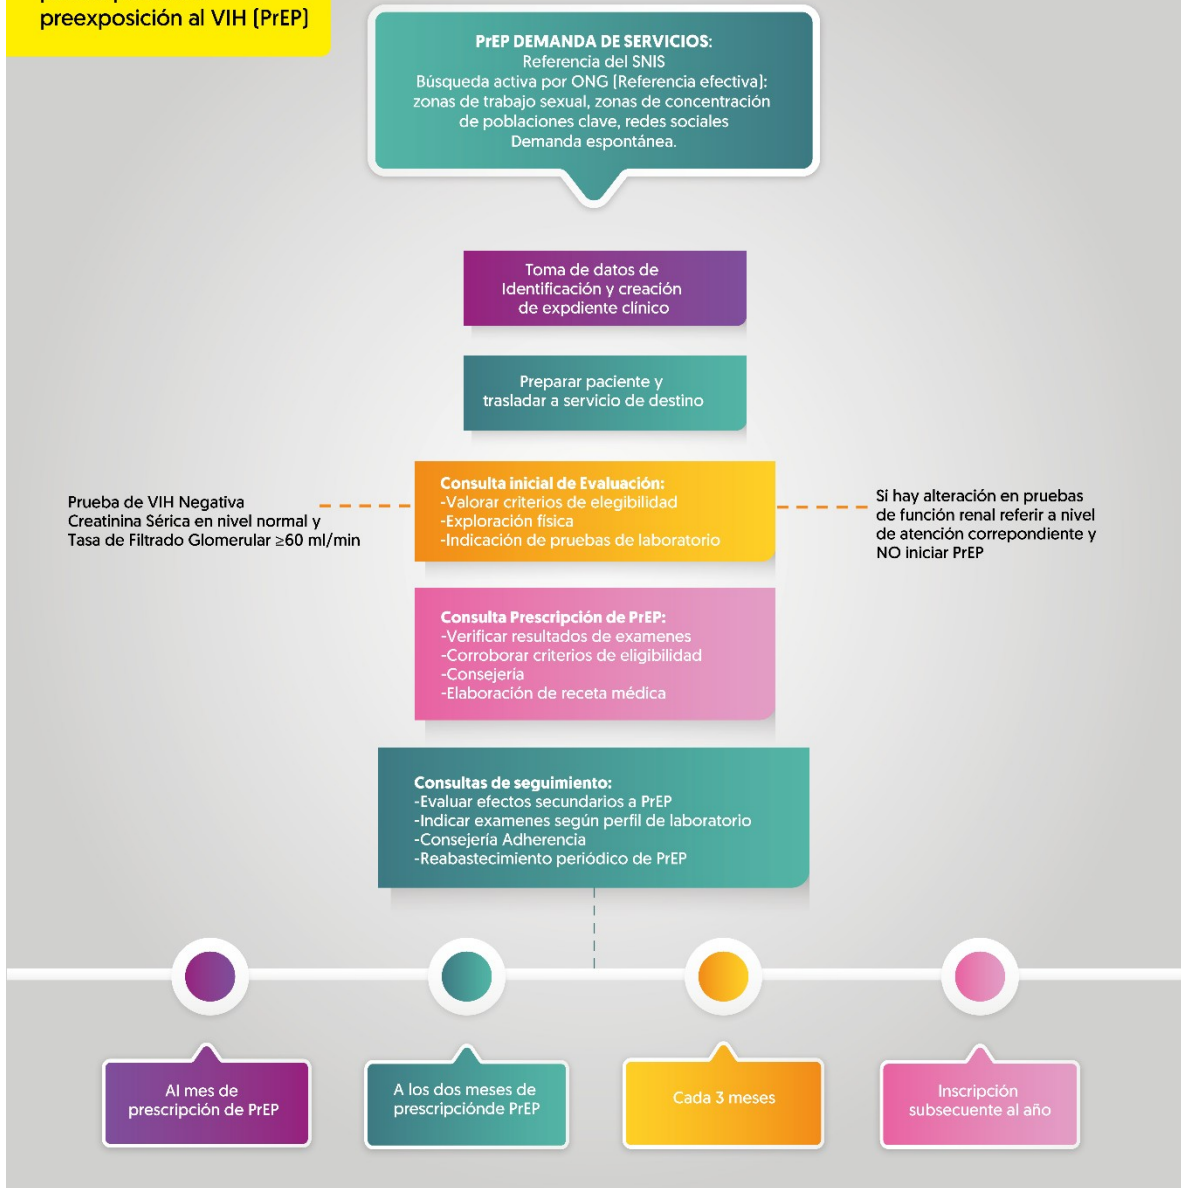 preexposición al VIH (PrEP)
PrEP DEMANDA DE SERVICIOS:
Referencia del SNIS
Búsqueda activa por ONG (Referencia efectiva):
zonas de trabajo sexual, zonas de concentración
de poblaciones clave, redes sociales
Demanda espontánea.
Toma de datos de
Identificación y creación
de expdiente clínico
Preparar paciente y
trasladar a servicio de destino
Prueba de VIH Negativa
Creatinina Sérica en nivel normal y
Tasa de Filtrado Glomerular ≥60 ml/min
Consulta inicial de Evaluación:
-Valorar criterios de elegibilidad
-Exploración física
-Indicación de pruebas de laboratorio
Si hay alteración en pruebas
de función renal referir a nivel
de atención correpondiente y
NO iniciar PrEP
Consulta Prescripción de PrEP:
-Verificar resultados de examenes
-Corroborar criterios de eligibilidad
-Consejería
-Elaboración de receta médica
Consultas de seguimiento:
-Evaluar efectos secundarios a PrEP
-Indicar examenes según perfil de laboratorio
-Consejería Adherencia
-Reabastecimiento periódico de PrEP
Al mes de
prescripción de PrEP
A los dos meses de
prescripciónde PrEP
Cada 3 meses
Inscripción
subsecuente al año